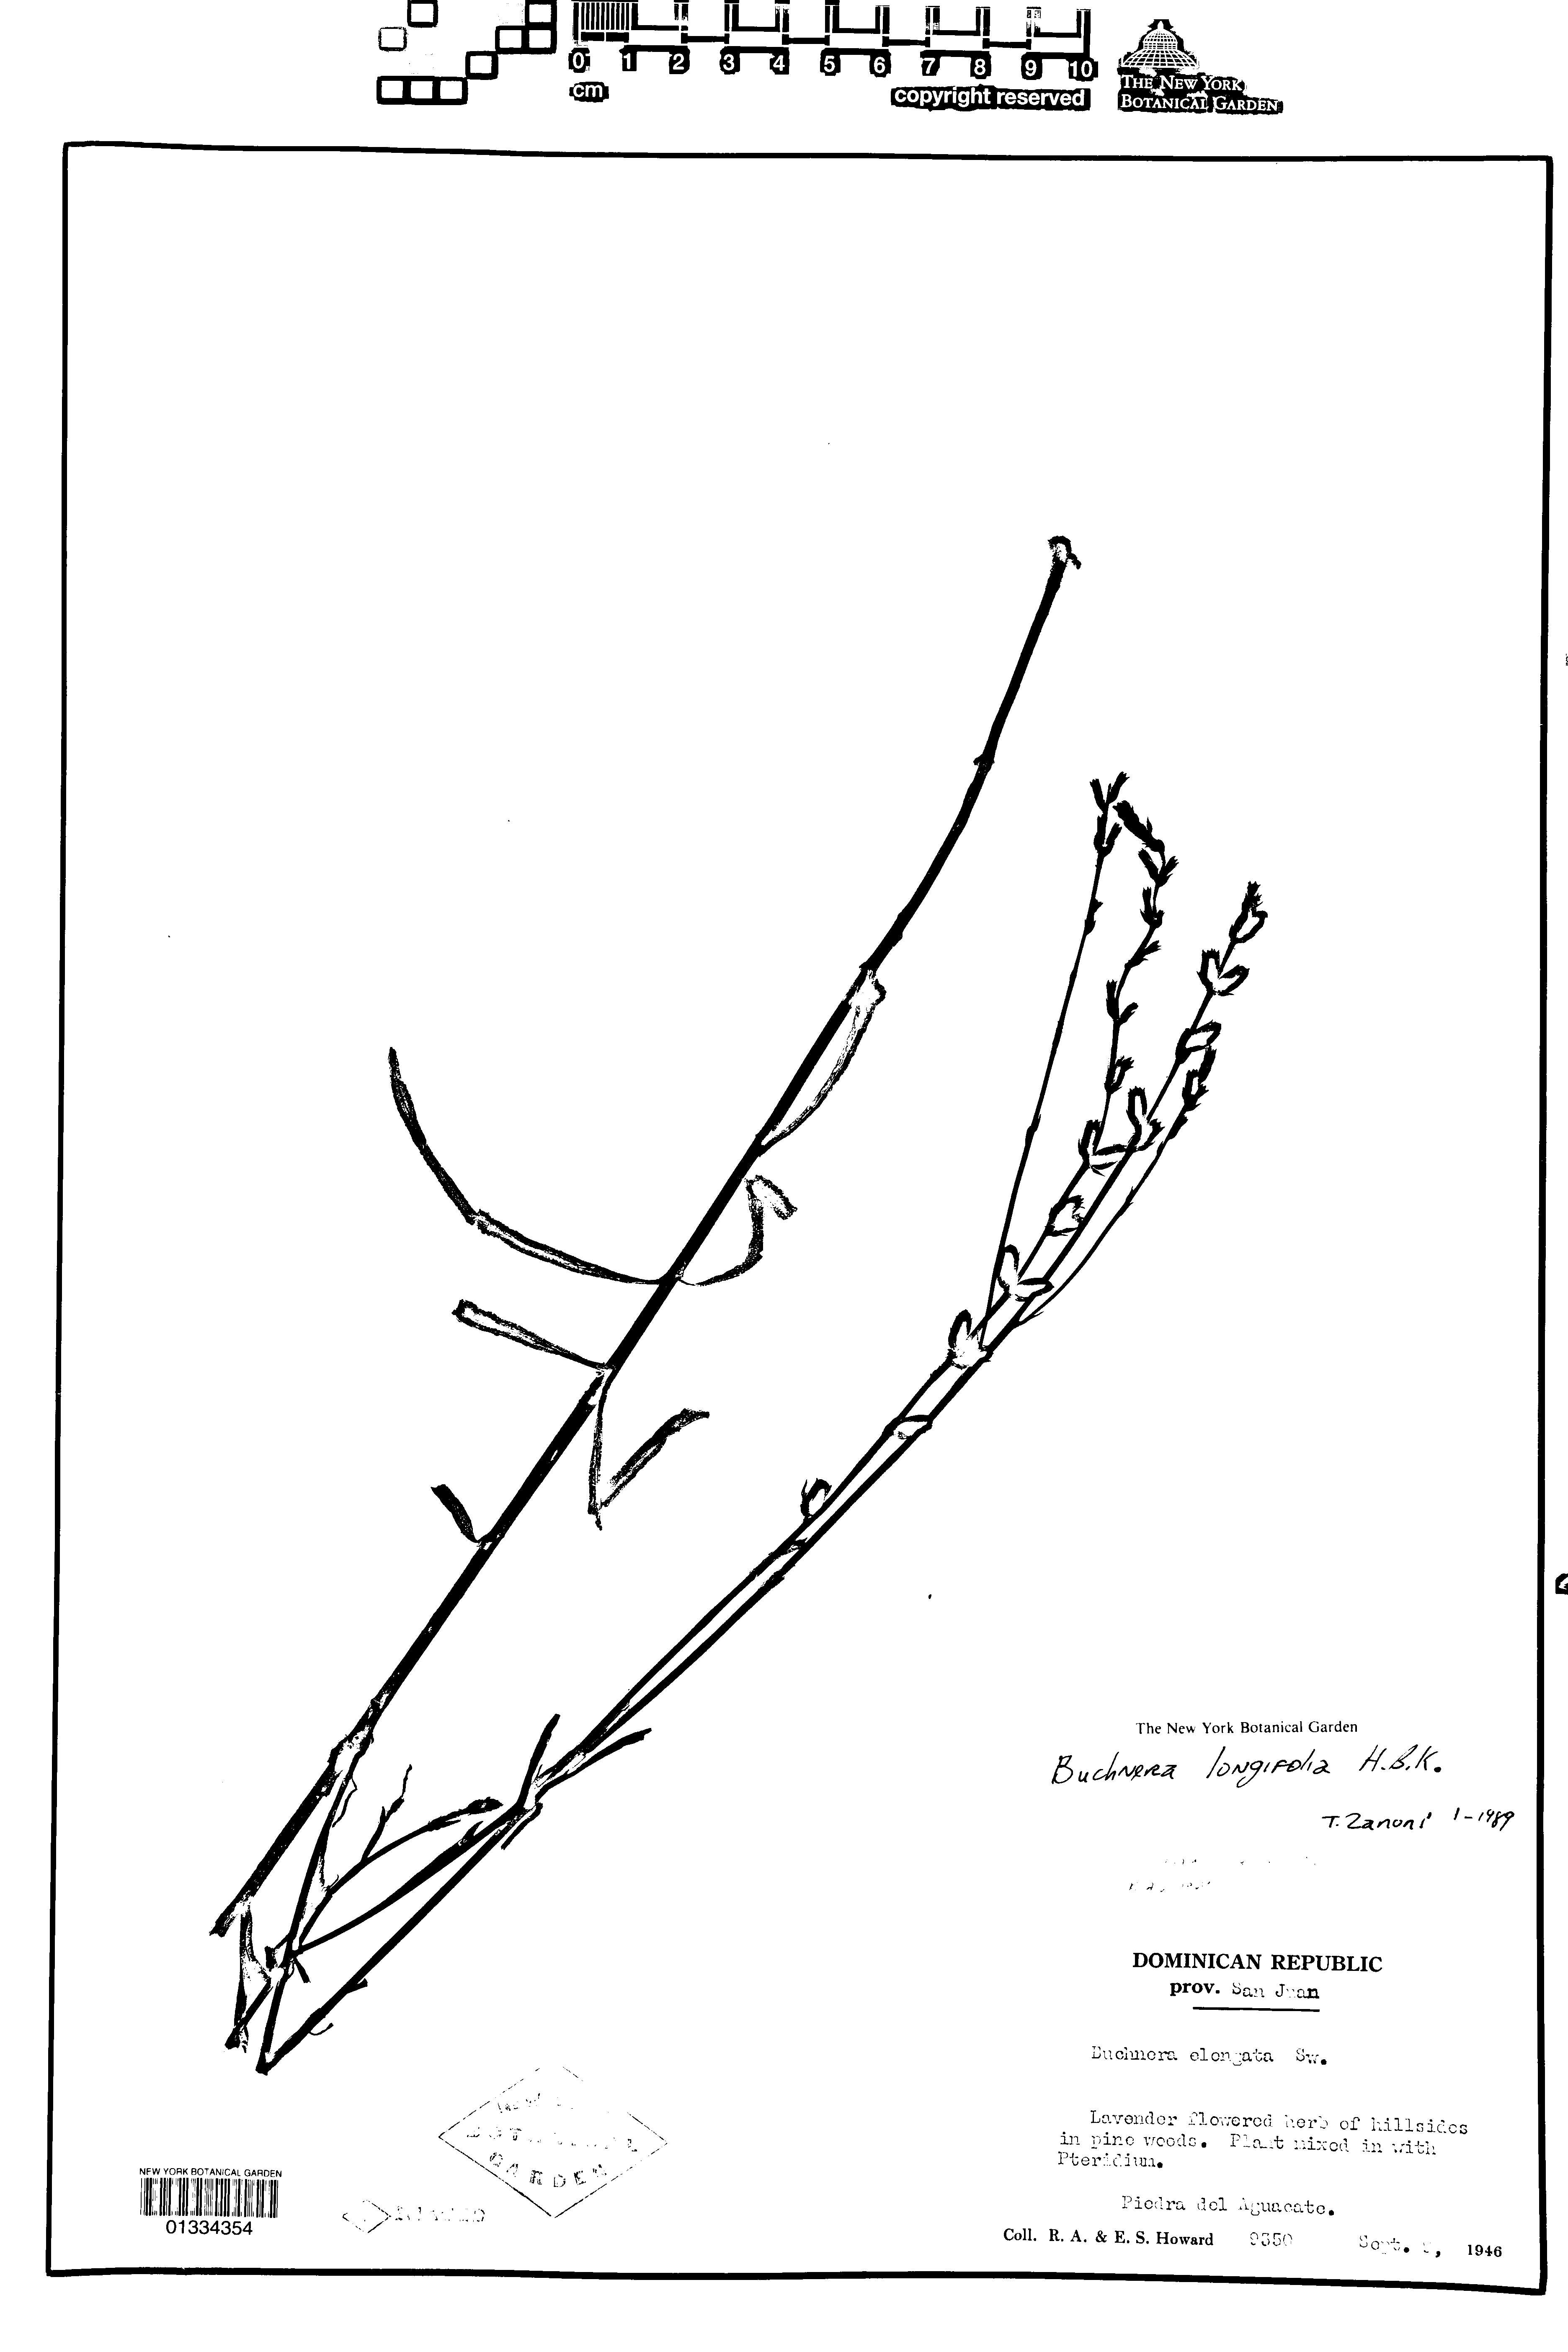 0 1 2 3 4 5 6 7 8 9 10
cm
copyright reserved
THE NEW YORK
BOTANICAL GARDEN
The New York Botanical Garden
Buchnera longifolia H.B.K.
T. Zanoni 1-1989
DOMINICAN REPUBLIC
prov. San Juan
Buchnera elongata Sw.
Lavender flowered herb of hillsides
in pine woods. Plant mixed in with
Pteridium.
Piedra del Aguacate.
Coll. R. A. & E. S. Howard 9350 Sept. , 1946
BOTANICAL
GARDEN
NEW YORK BOTANICAL GARDEN
01334354